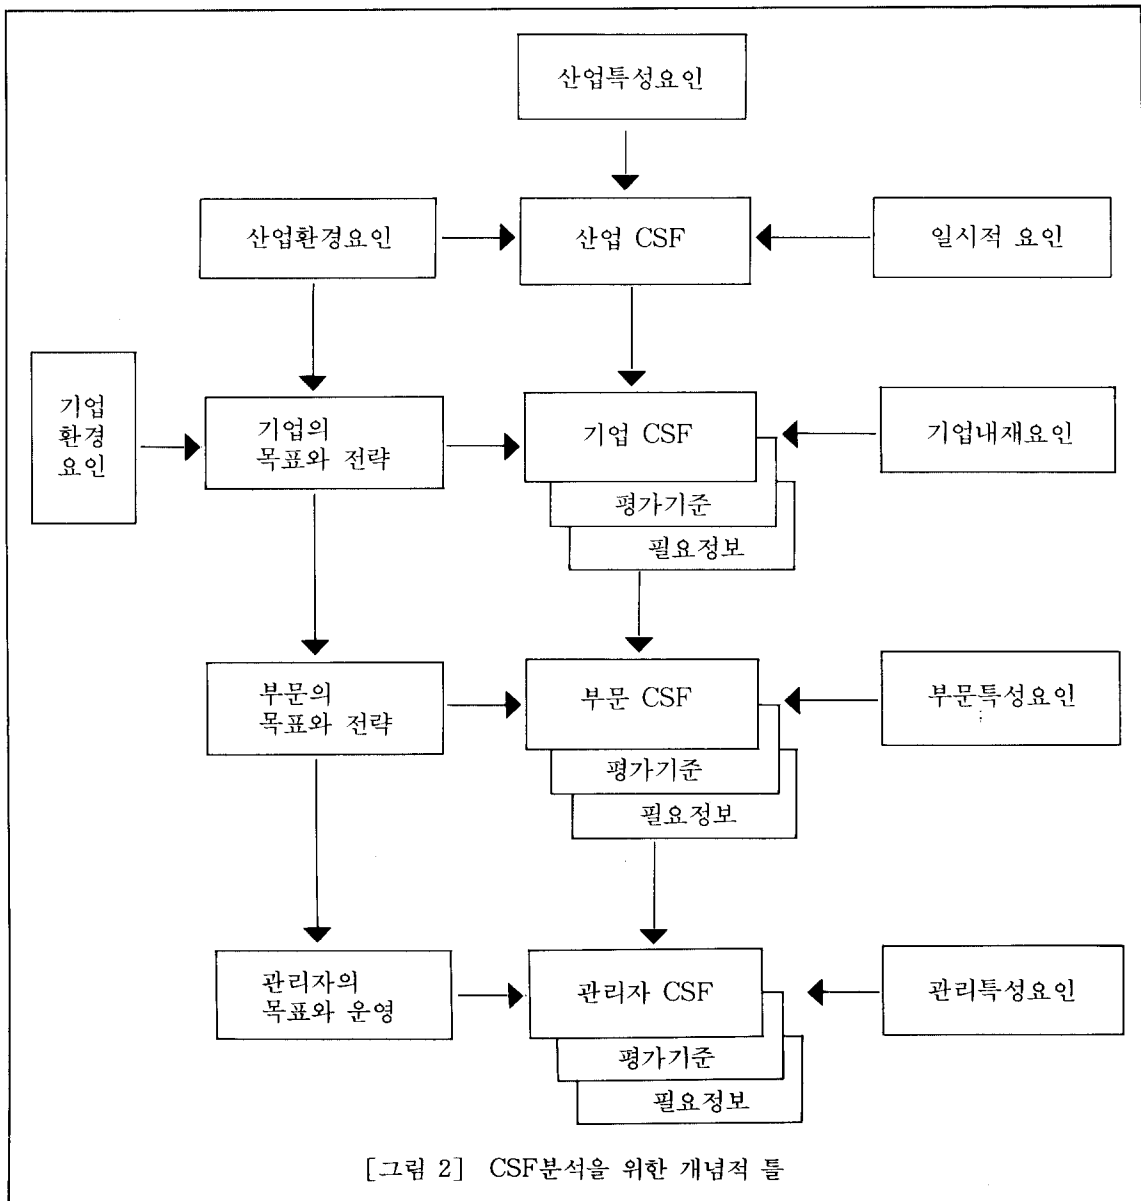 산업특성요인
산업환경요인
산업 CSF
일시적 요인
기업
환경
요인
기업의
목표와 전략
기업 CSF
기업내재요인
평가기준
필요정보
부문의
목표와 전략
부문 CSF
부문특성요인
평가기준
필요정보
관리자의
목표와 운영
관리자 CSF
관리특성요인
평가기준
필요정보
[그림 2] CSF분석을 위한 개념적 틀